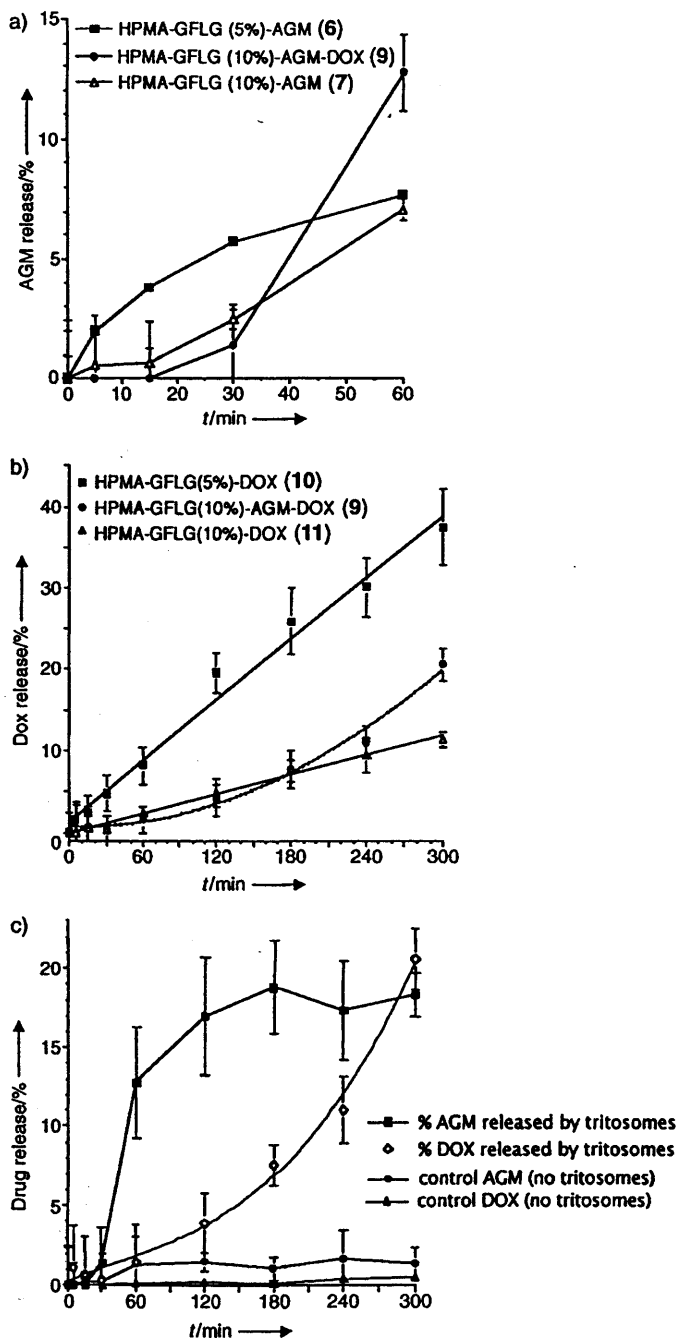 a)
15
HPMA-GFLG (5%)-AGM (6)
HPMA-GFLG (10%)-AGM-DOX (9)
HPMA-GFLG (10%)-AGM (7)
10
AGM release/%
5
0
0 10 20 30 40 50 60
t/min
b)
HPMA-GFLG(5%)-DOX (10)
HPMA-GFLG(10%)-AGM-DOX (9)
HPMA-GFLG(10%)-DOX (11)
40
30
Dox release/%
20
10
0
0 60 120 180 240 300
t/min
c)
20
15
Drug release/%
10
5
0
% AGM released by tritosomes
% DOX released by tritosomes
control AGM (no tritosomes)
control DOX (no tritosomes)
0 60 120 180 240 300
t/min